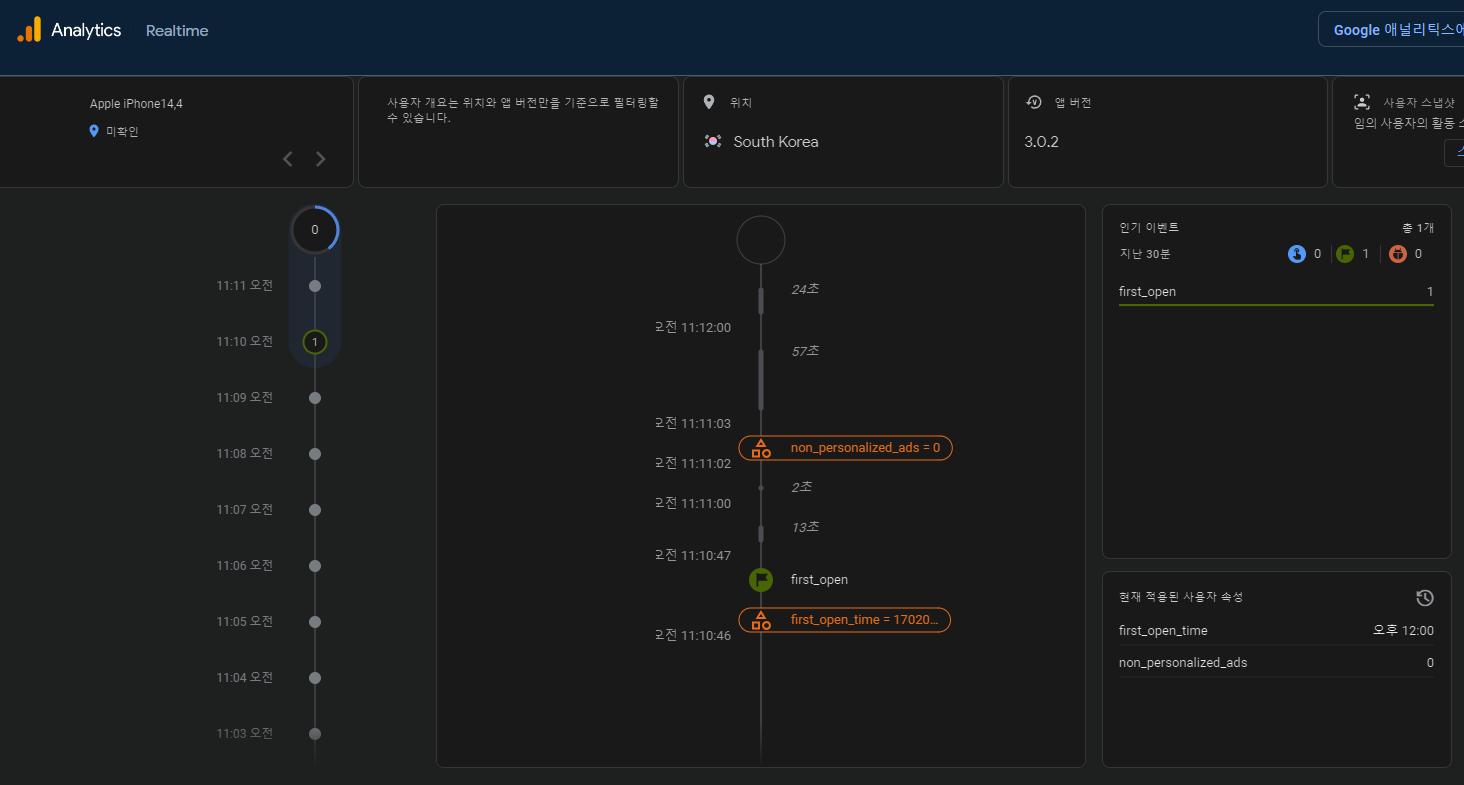 Analytics
Realtime
Google 애널리틱스에
Apple iPhone14,4
미확인
사용자 개요는 위치와 앱 버전만을 기준으로 필터링할
수 있습니다.
위치
South Korea
앱 버전
3.0.2
사용자 스냅샷
임의 사용자의 활동 스
0
11:11 오전
11:10 오전
1
11:09 오전
11:08 오전
11:07 오전
11:06 오전
11:05 오전
11:04 오전
11:03 오전
24초
오전 11:12:00
57초
오전 11:11:03
non_personalized_ads = 0
오전 11:11:02
2초
오전 11:11:00
13초
오전 11:10:47
first_open
first_open_time = 17020…
오전 11:10:46
인기 이벤트
총 1개
지난 30분
0
1
0
first_open
1
현재 적용된 사용자 속성
first_open_time
오후 12:00
non_personalized_ads
0